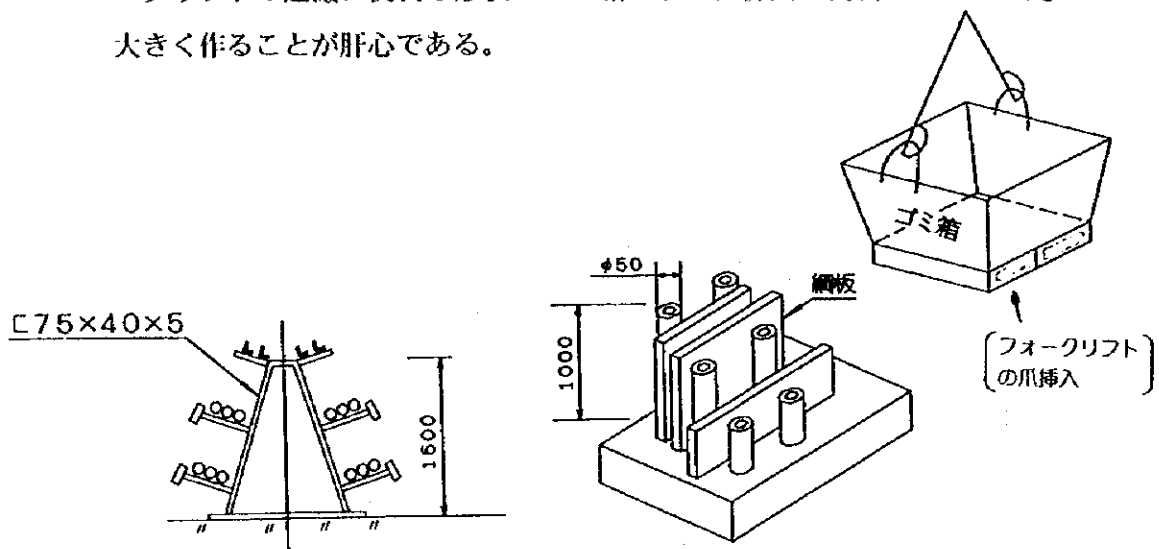 大きく作ることが肝心である。
ゴミ箱
φ50
鋼板
⊏75×40×5
1000
フォークリフト
の爪挿入
1600